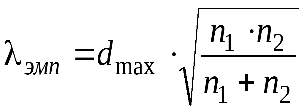 λэмп = dmax · √(n1 · n2 / (n1 + n2))